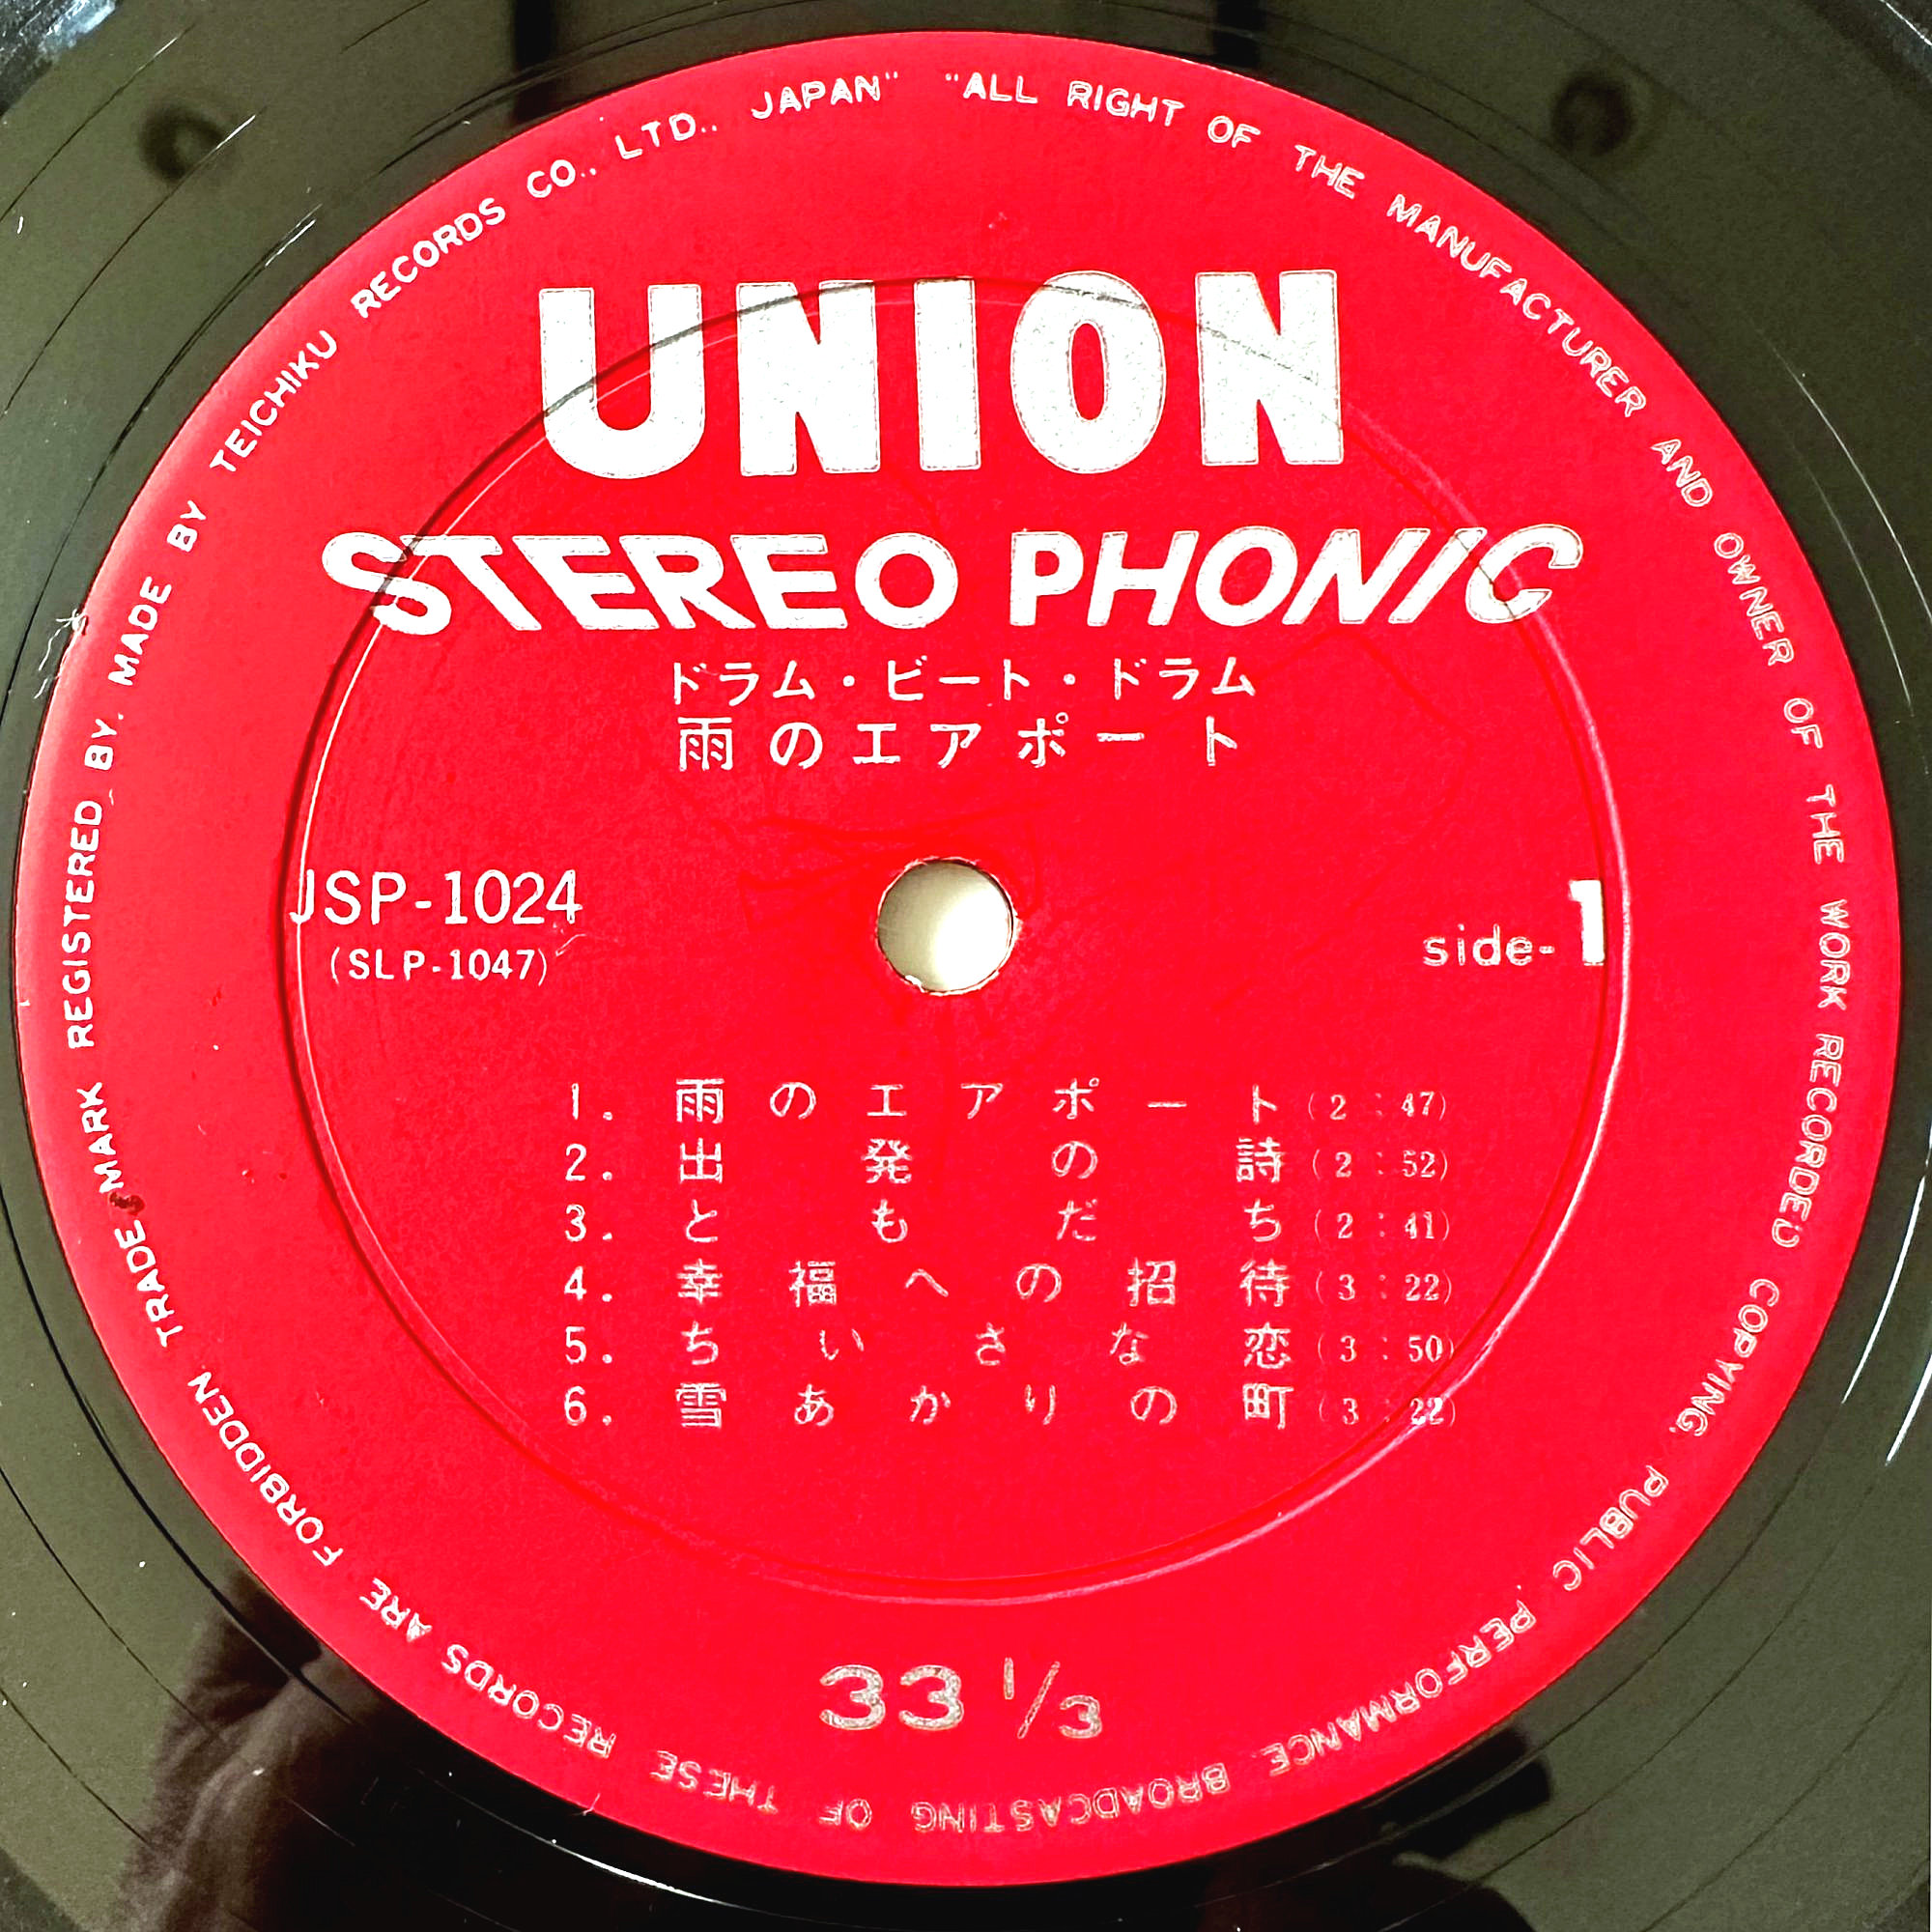 "ALL RIGHT OF THE MANUFACTURER AND OWNER OF THE WORK RECORDED COPYING. PUBLIC PERFORMANCE. BROADCASTING OF THESE RECORDS ARE FORBIDDEN TRADE MARK REGISTERED BY. MADE BY TEICHIKU RECORDS CO., LTD., JAPAN"
UNION
STEREO PHONIC
ドラム・ビート・ドラム
雨のエアポート
JSP-1024
(SLP-1047)
side-1
1. 雨のエアポート (2:47)
2. 出発の詩 (2:52)
3. ともだち (2:41)
4. 幸福への招待 (3:22)
5. ちいさな恋 (3:50)
6. 雪あかりの町 (3:22)
33 1/3